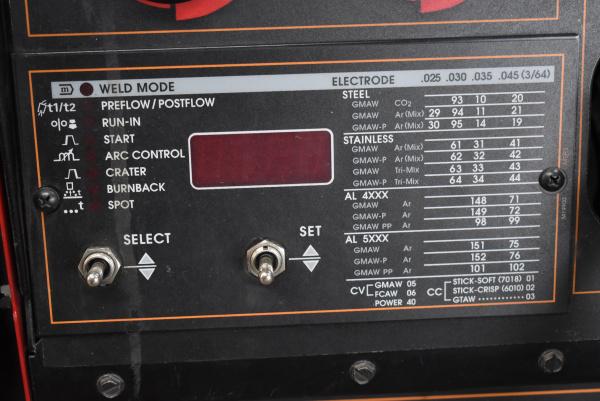 m WELD MODE ELECTRODE .025 .030 .035 .045 (3/64)
t1/t2 PREFLOW/POSTFLOW
RUN-IN
START
ARC CONTROL
CRATER
BURNBACK
...t SPOT
SELECT
SET
STEEL
GMAW CO2 93 10 20
GMAW Ar(Mix) 29 94 11 21
GMAW-P Ar(Mix) 30 95 14 19
STAINLESS
GMAW Ar(Mix) 61 31 41
GMAW-P Ar(Mix) 62 32 42
GMAW Tri-Mix 63 33 43
GMAW-P Tri-Mix 64 34 44
AL 4XXX
GMAW Ar 148 71
GMAW-P Ar 149 72
GMAW PP Ar 98 99
AL 5XXX
GMAW Ar 151 75
GMAW-P Ar 152 76
GMAW PP Ar 101 102
CV GMAW 05
FCAW 06
POWER 40
CC STICK-SOFT (7018) 01
STICK-CRISP (6010) 02
GTAW ............ 03